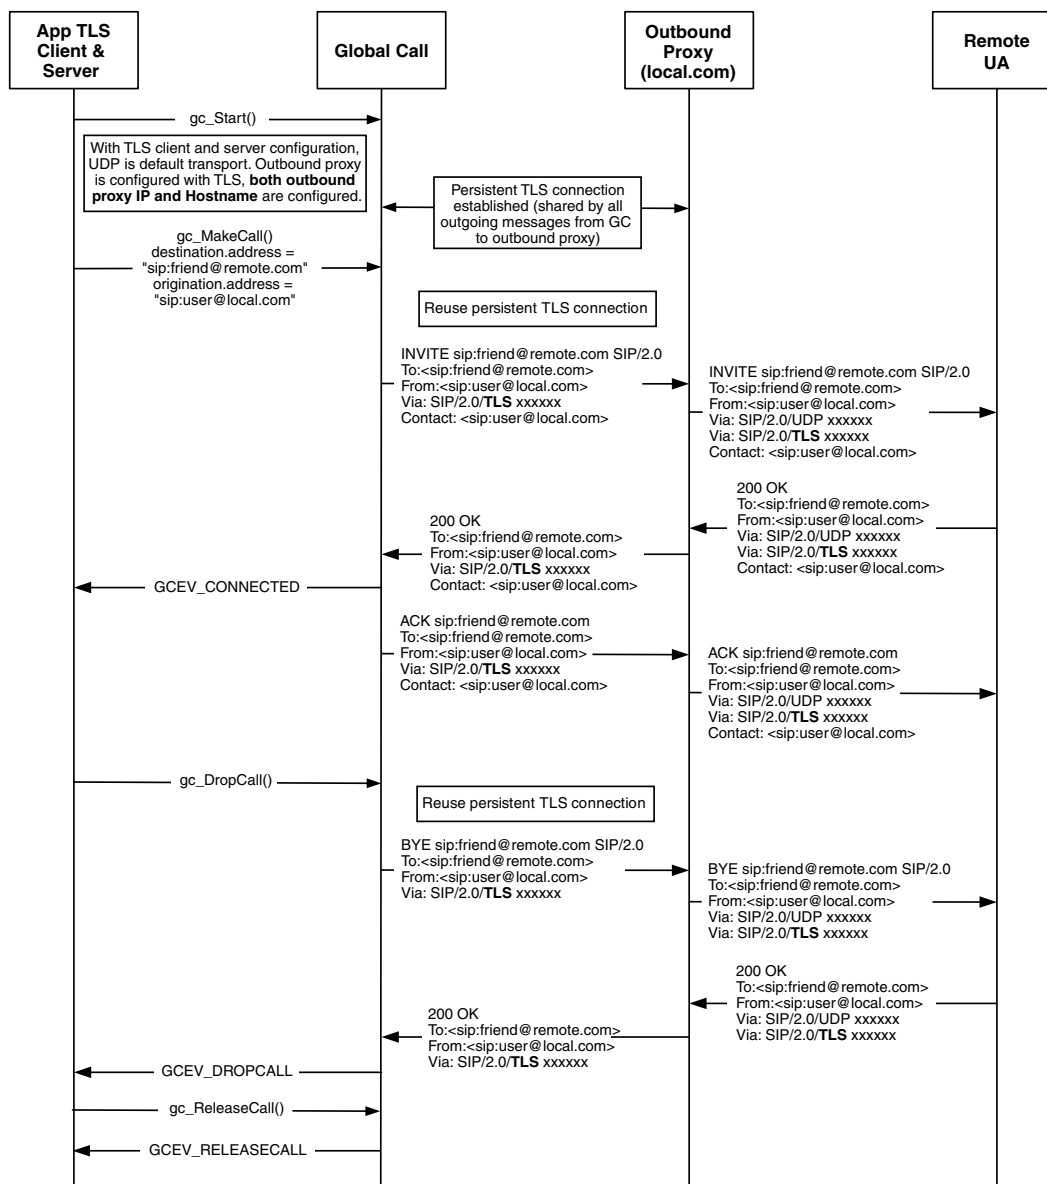 App TLS
Client &
Server
Global Call
Outbound
Proxy
(local.com)
Remote
UA
gc_Start()
With TLS client and server configuration,
UDP is default transport. Outbound proxy
is configured with TLS, both outbound
proxy IP and Hostname are configured.
Persistent TLS connection
established (shared by all
outgoing messages from GC
to outbound proxy)
gc_MakeCall()
destination.address =
"sip:friend@remote.com"
origination.address =
"sip:user@local.com"
Reuse persistent TLS connection
INVITE sip:friend@remote.com SIP/2.0
To:<sip:friend@remote.com>
From:<sip:user@local.com>
Via: SIP/2.0/TLS xxxxxx
Contact: <sip:user@local.com>
INVITE sip:friend@remote.com SIP/2.0
To:<sip:friend@remote.com>
From:<sip:user@local.com>
Via: SIP/2.0/UDP xxxxxx
Via: SIP/2.0/TLS xxxxxx
Contact: <sip:user@local.com>
200 OK
To:<sip:friend@remote.com>
From:<sip:user@local.com>
Via: SIP/2.0/UDP xxxxxx
Via: SIP/2.0/TLS xxxxxx
Contact: <sip:user@local.com>
200 OK
To:<sip:friend@remote.com>
From:<sip:user@local.com>
Via: SIP/2.0/TLS xxxxxx
Contact: <sip:user@local.com>
GCEV_CONNECTED
ACK sip:friend@remote.com
To:<sip:friend@remote.com>
From:<sip:user@local.com>
Via: SIP/2.0/TLS xxxxxx
Contact: <sip:user@local.com>
ACK sip:friend@remote.com
To:<sip:friend@remote.com>
From:<sip:user@local.com>
Via: SIP/2.0/UDP xxxxxx
Via: SIP/2.0/TLS xxxxxx
Contact: <sip:user@local.com>
gc_DropCall()
Reuse persistent TLS connection
BYE sip:friend@remote.com SIP/2.0
To:<sip:friend@remote.com>
From:<sip:user@local.com>
Via: SIP/2.0/TLS xxxxxx
BYE sip:friend@remote.com SIP/2.0
To:<sip:friend@remote.com>
From:<sip:user@local.com>
Via: SIP/2.0/UDP xxxxxx
Via: SIP/2.0/TLS xxxxxx
200 OK
To:<sip:friend@remote.com>
From:<sip:user@local.com>
Via: SIP/2.0/UDP xxxxxx
Via: SIP/2.0/TLS xxxxxx
200 OK
To:<sip:friend@remote.com>
From:<sip:user@local.com>
Via: SIP/2.0/TLS xxxxxx
GCEV_DROPCALL
gc_ReleaseCall()
GCEV_RELEASECALL